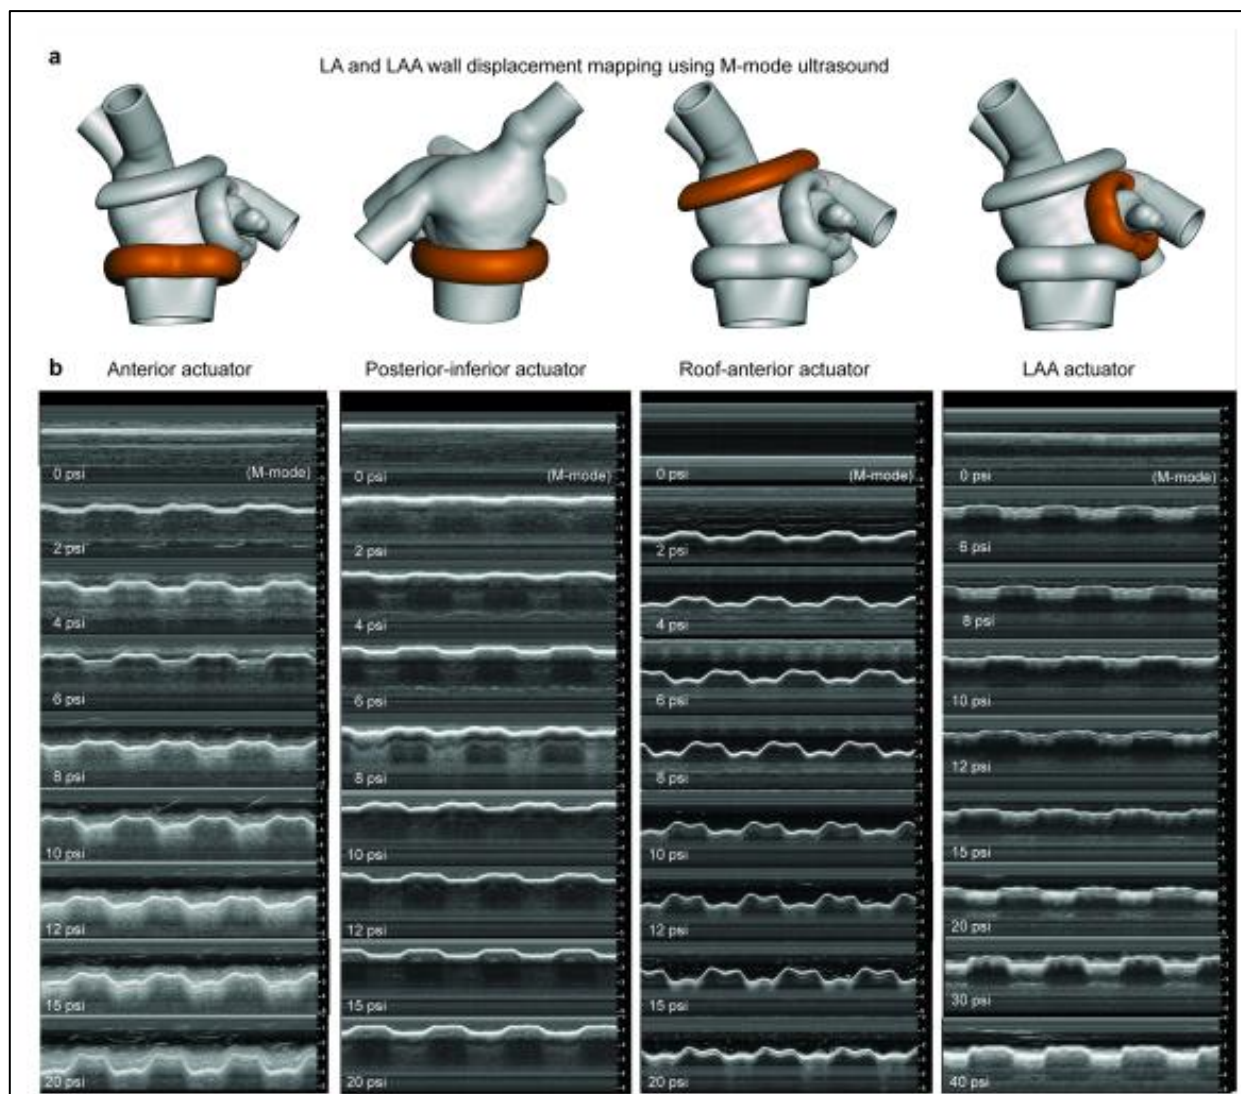 a
LA and LAA wall displacement mapping using M-mode ultrasound
b
Anterior actuator
Posterior-inferior actuator
Roof-anterior actuator
LAA actuator
0 psi
(M-mode)
2 psi
4 psi
6 psi
8 psi
10 psi
12 psi
15 psi
20 psi
0 psi
(M-mode)
2 psi
4 psi
6 psi
8 psi
10 psi
12 psi
15 psi
20 psi
0 psi
(M-mode)
2 psi
4 psi
6 psi
8 psi
10 psi
12 psi
15 psi
20 psi
0 psi
(M-mode)
6 psi
8 psi
10 psi
12 psi
15 psi
20 psi
30 psi
40 psi